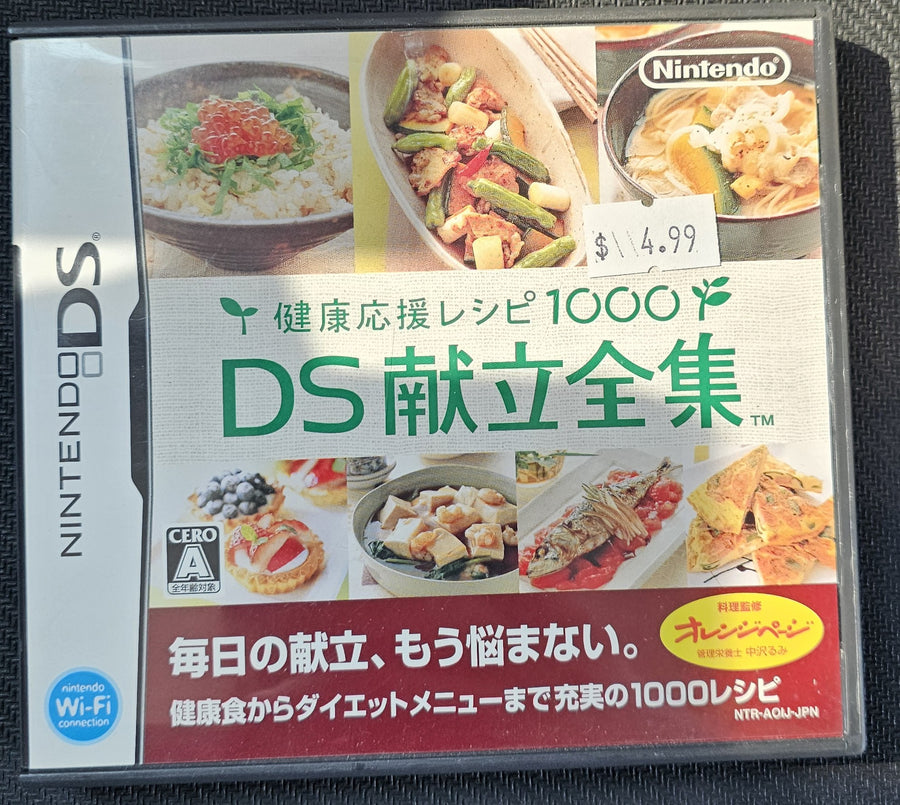 Nintendo®
$14.99
NINTENDO DS®
健康応援レシピ1000
DS 献立全集™
CERO
A
全年齢対象
料理監修
オレンジページ
管理栄養士 中沢るみ
毎日の献立、もう悩まない。
健康食からダイエットメニューまで充実の1000レシピ
nintendo
Wi-Fi
connection
NTR-AOIJ-JPN